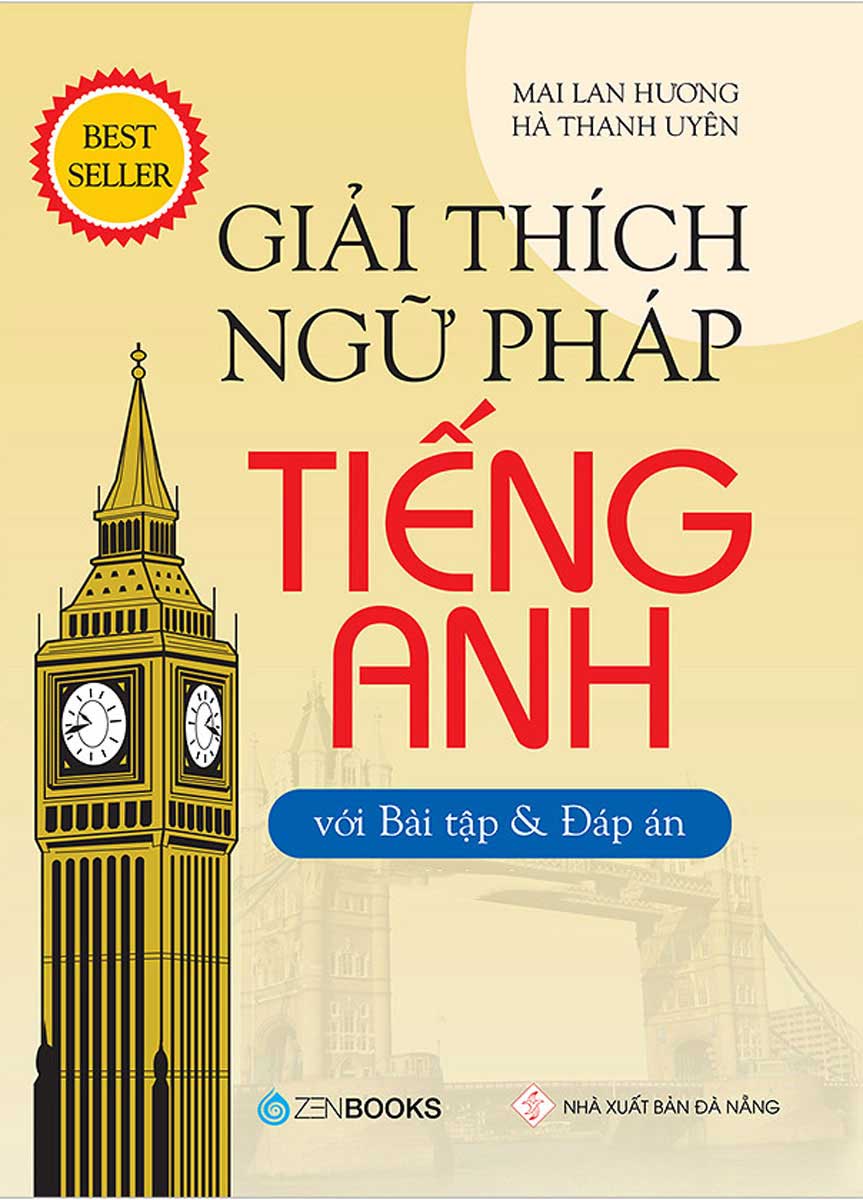 MAI LAN HƯƠNG
HÀ THANH UYÊN
BEST
SELLER
GIẢI THÍCH
NGỮ PHÁP
TIẾNG
ANH
với Bài tập & Đáp án
ZENBOOKS
NHÀ XUẤT BẢN ĐÀ NẴNG